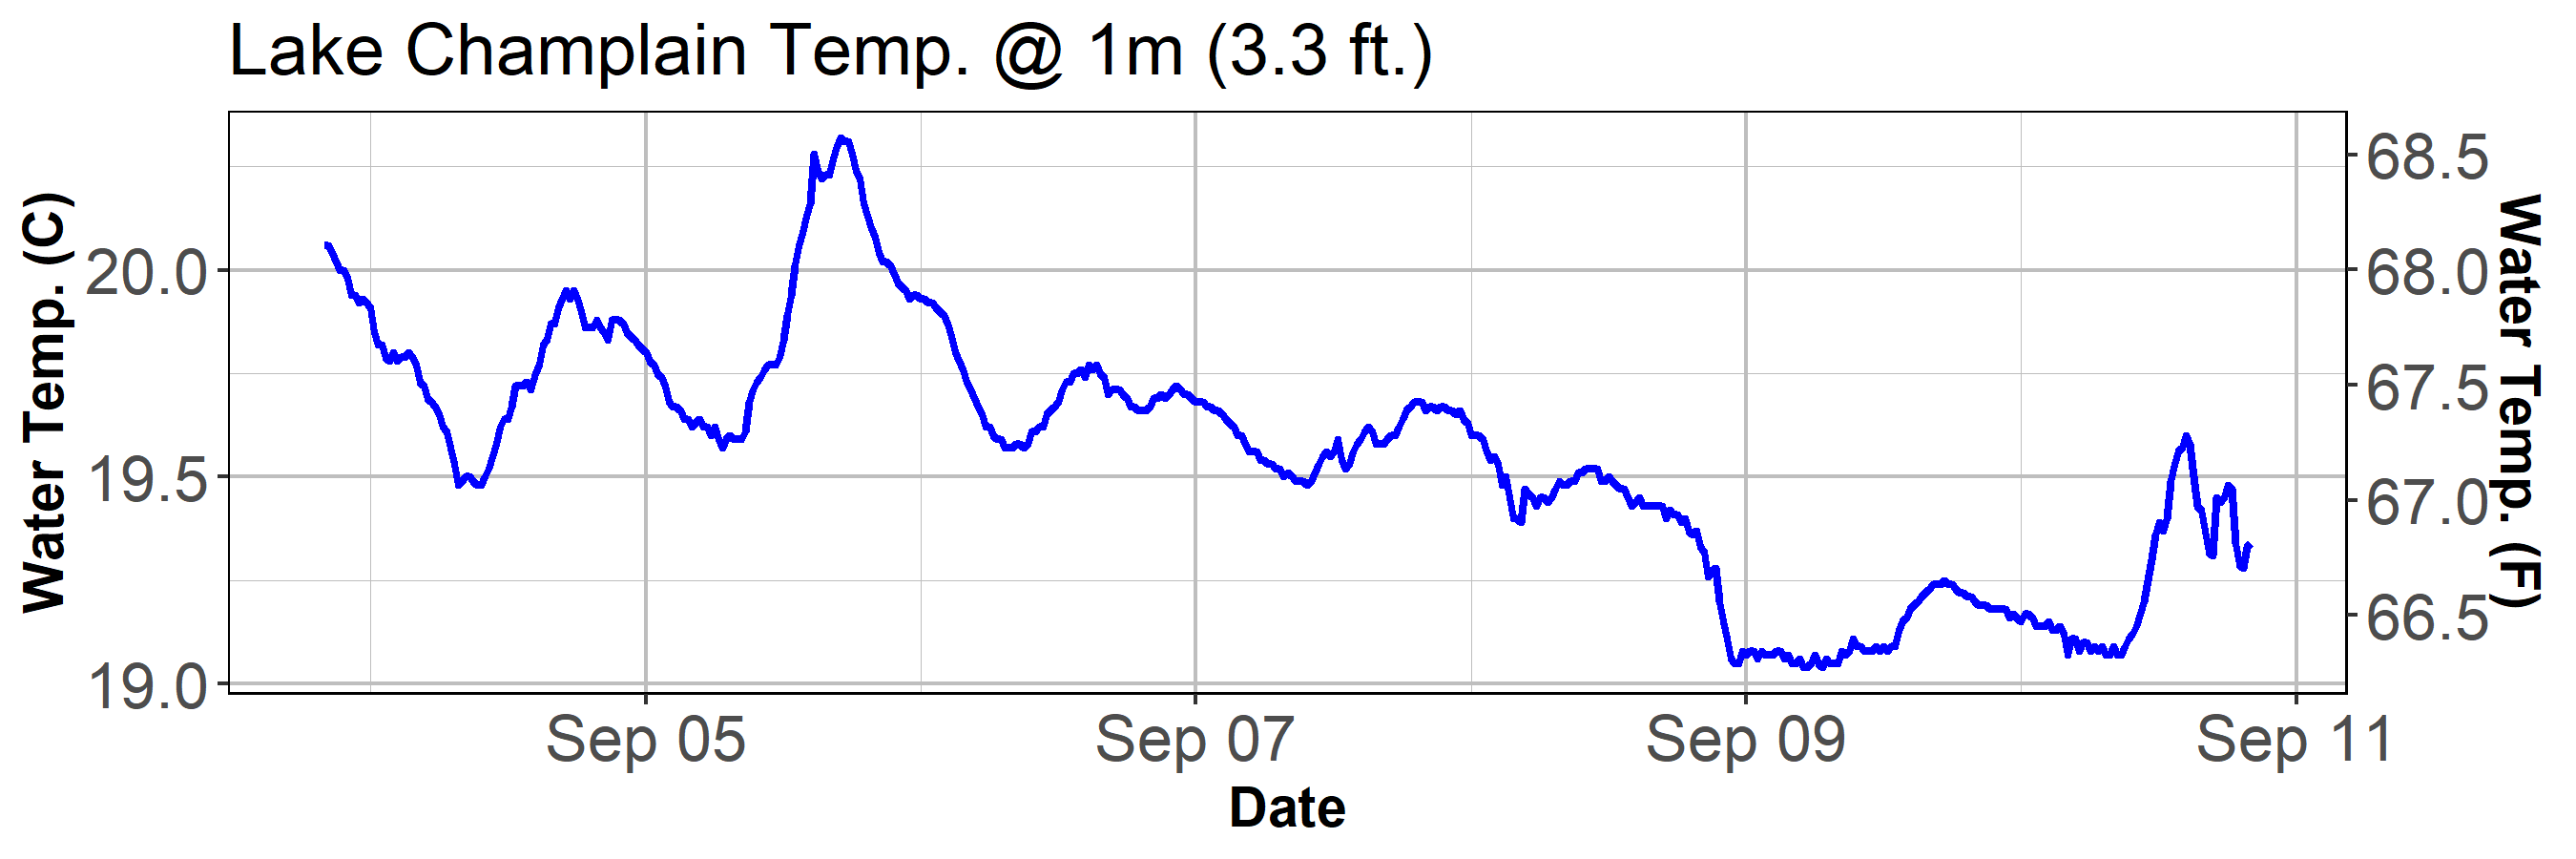 Lake Champlain Temp. @ 1m (3.3 ft.)
Water Temp. (C)
20.0
19.5
19.0
68.5
68.0
67.5
67.0
66.5
Water Temp. (F)
Sep 05 Sep 07 Sep 09 Sep 11
Date